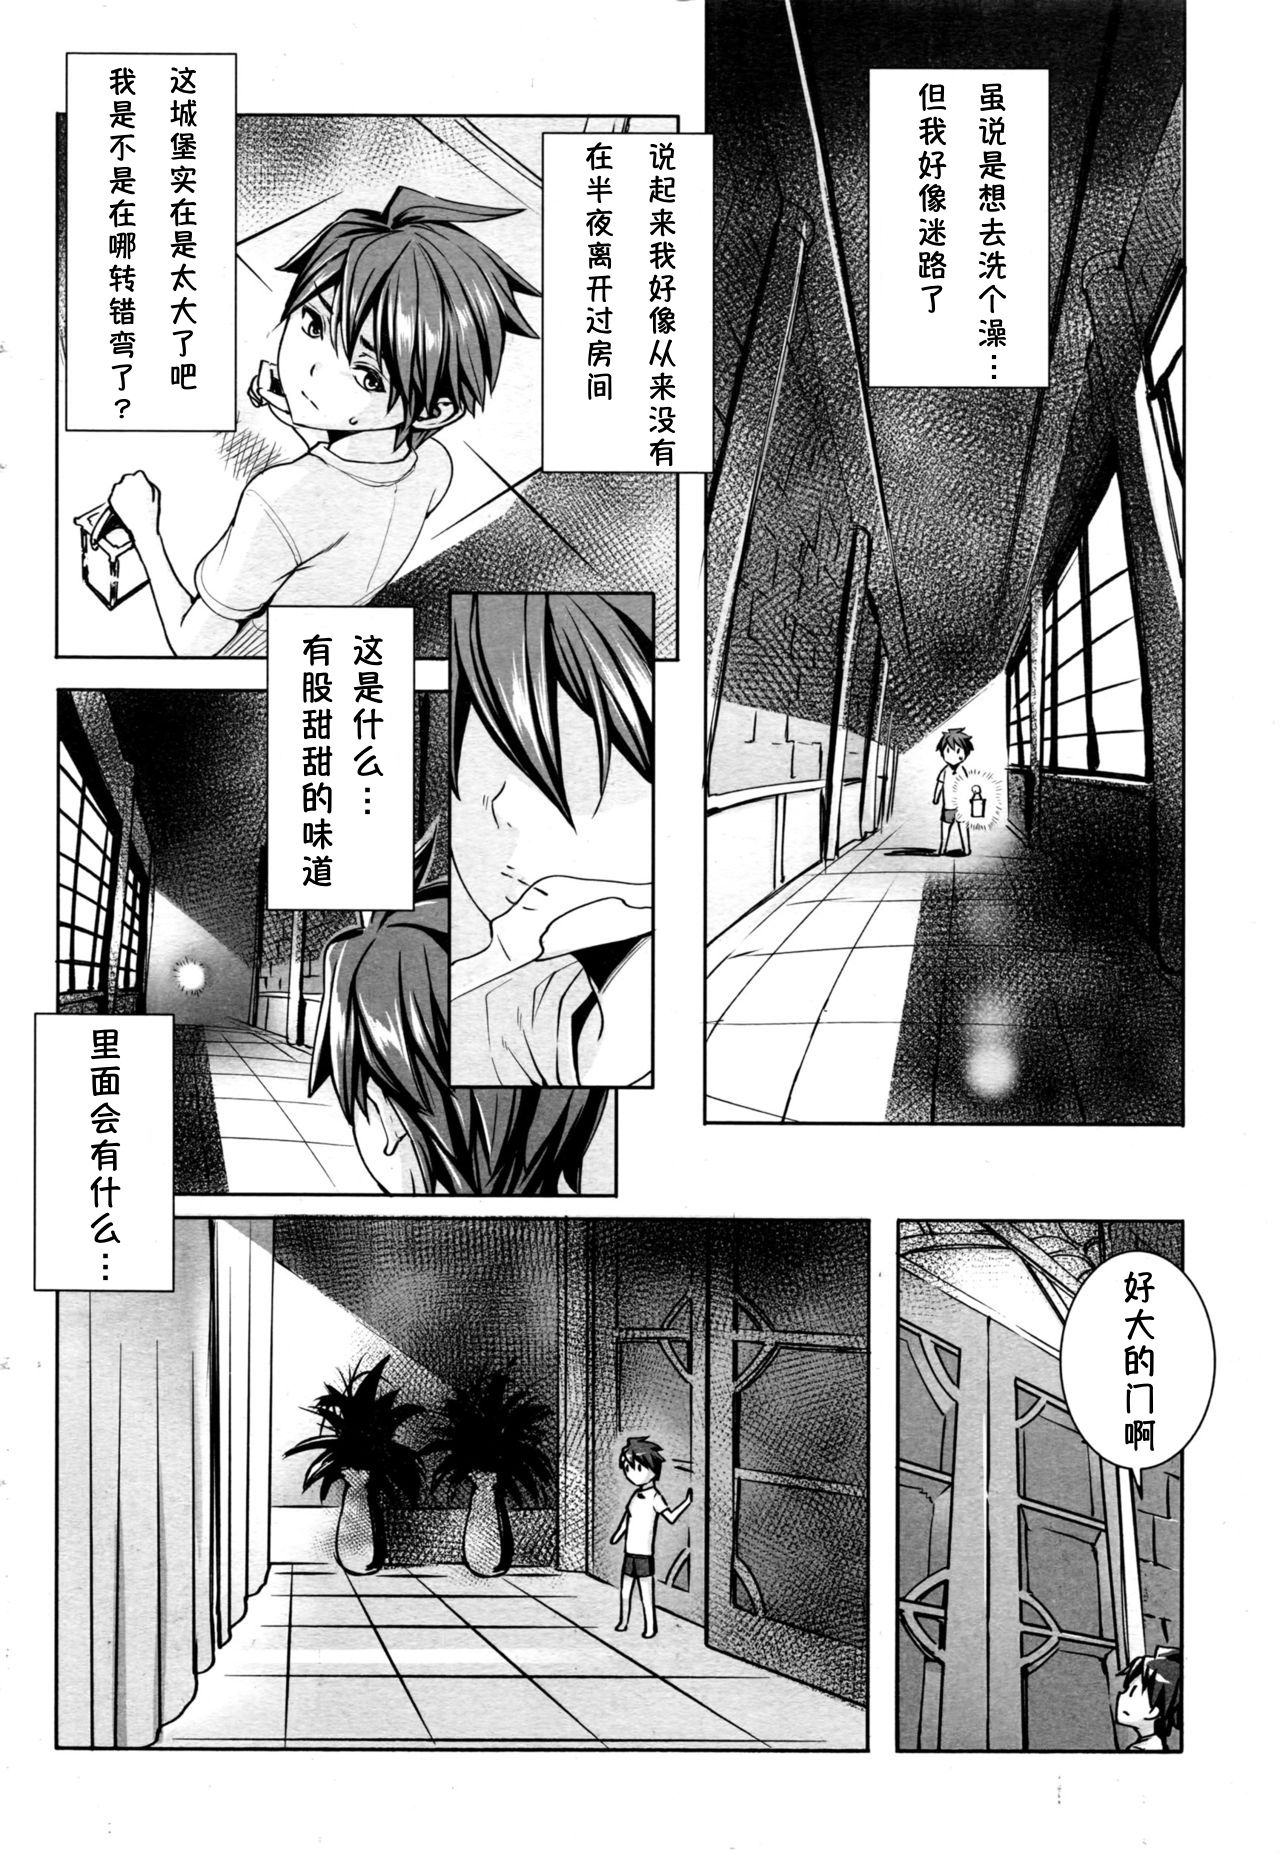 虽说是想去洗个澡…
但我好像迷路了
说起来我好像从来没有
在半夜离开过房间
这城堡实在是太大了吧
我是不是在哪转错弯了？
这是什么…
有股甜甜的味道
好大的门啊
里面会有什么…